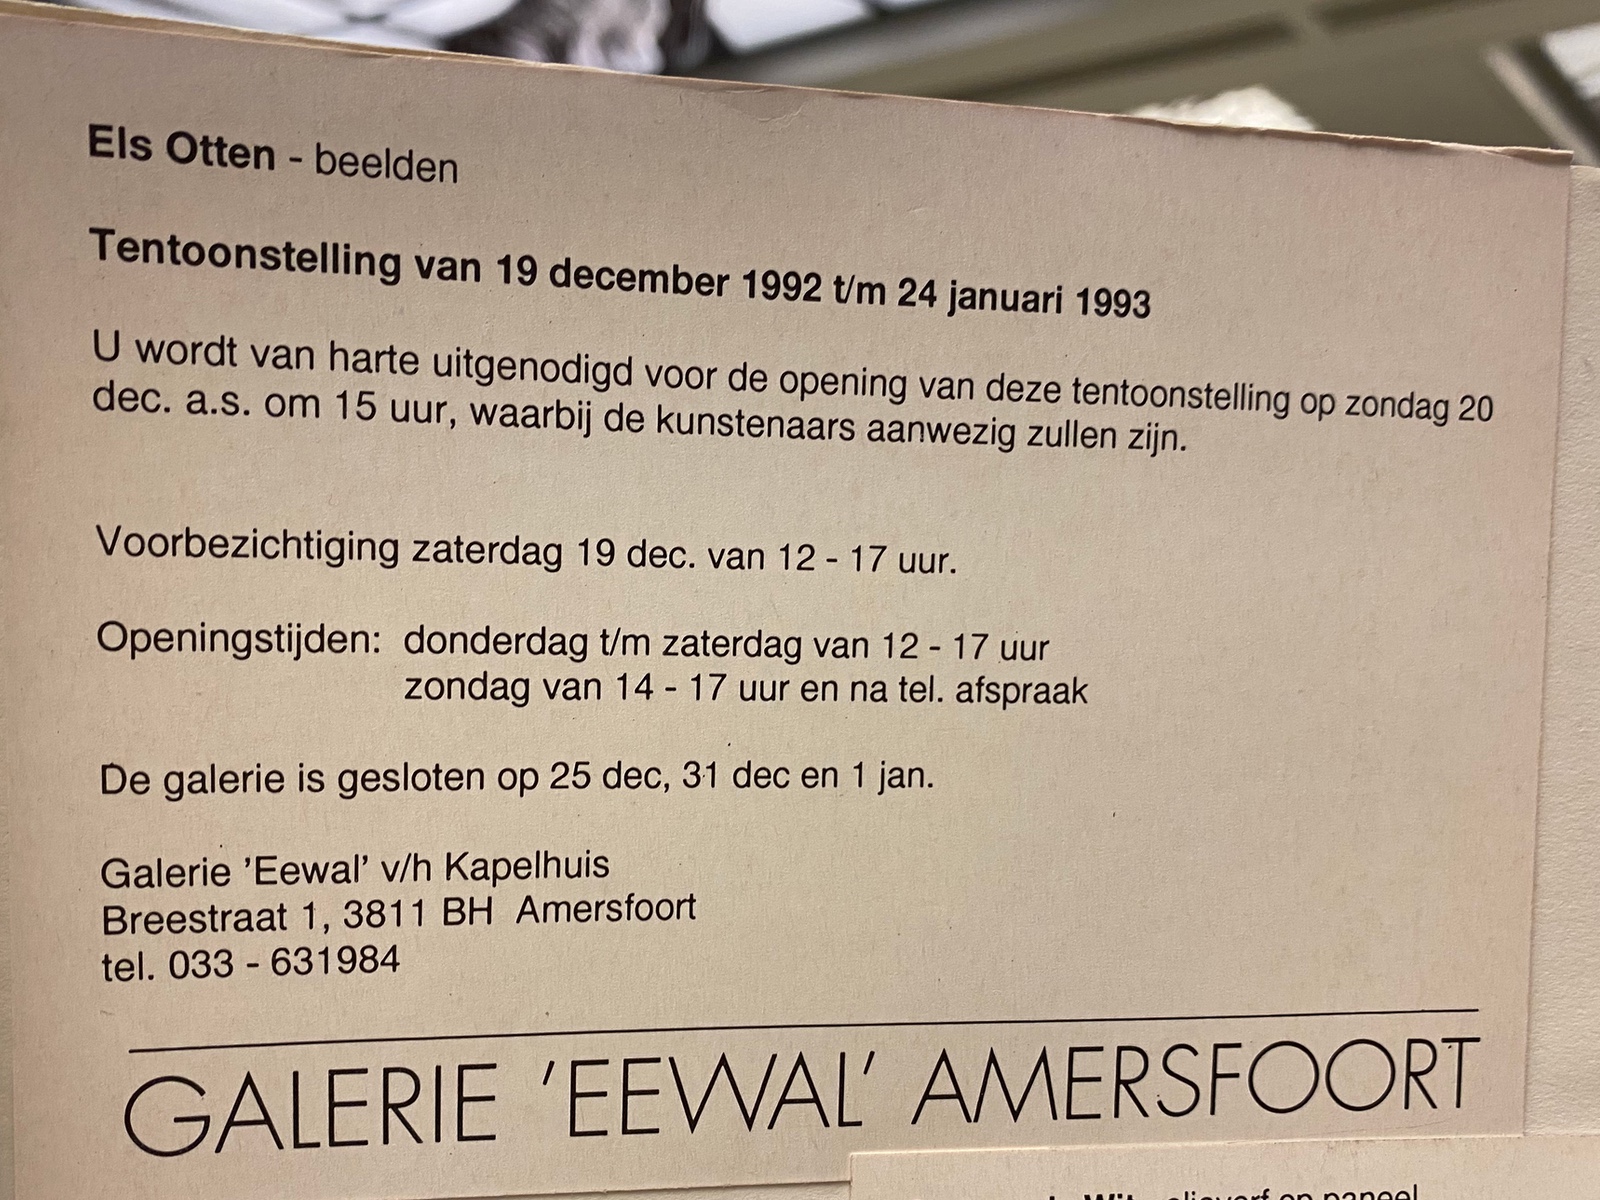 Els Otten - beelden
Tentoonstelling van 19 december 1992 t/m 24 januari 1993
U wordt van harte uitgenodigd voor de opening van deze tentoonstelling op zondag 20
dec. a.s. om 15 uur, waarbij de kunstenaars aanwezig zullen zijn.
Voorbezichtiging zaterdag 19 dec. van 12 - 17 uur.
Openingstijden: donderdag t/m zaterdag van 12 - 17 uur
zondag van 14 - 17 uur en na tel. afspraak
De galerie is gesloten op 25 dec, 31 dec en 1 jan.
Galerie 'Eewal' v/h Kapelhuis
Breestraat 1, 3811 BH Amersfoort
tel. 033 - 631984
GALERIE 'EEWAL' AMERSFOORT
op paneel